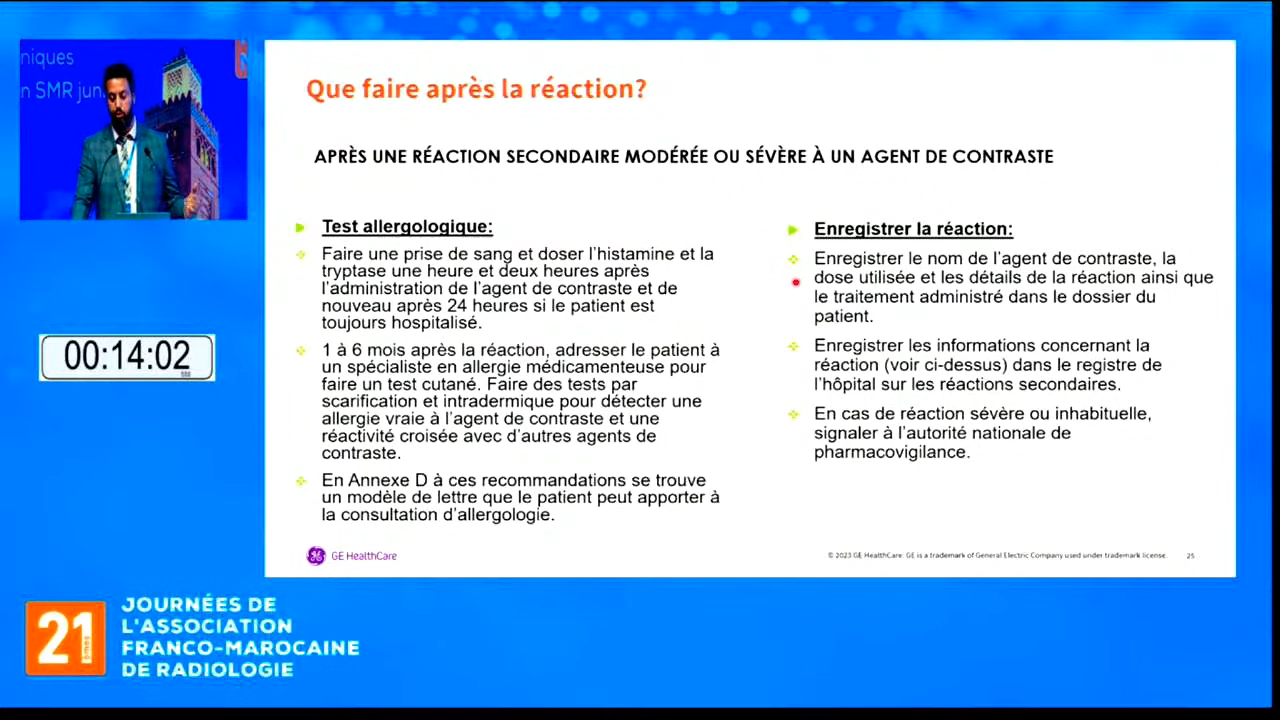 niques
n SMR jun
Que faire après la réaction?
APRÈS UNE RÉACTION SECONDAIRE MODÉRÉE OU SÉVÈRE À UN AGENT DE CONTRASTE
Test allergologique:
Faire une prise de sang et doser l'histamine et la
tryptase une heure et deux heures après
l'administration de l'agent de contraste et de
nouveau après 24 heures si le patient est
toujours hospitalisé.
1 à 6 mois après la réaction, adresser le patient à
un spécialiste en allergie médicamenteuse pour
faire un test cutané. Faire des tests par
scarification et intradermique pour détecter une
allergie vraie à l'agent de contraste et une
réactivité croisée avec d'autres agents de
contraste.
En Annexe D à ces recommandations se trouve
un modèle de lettre que le patient peut apporter à
la consultation d'allergologie.
Enregistrer la réaction:
Enregistrer le nom de l'agent de contraste, la
dose utilisée et les détails de la réaction ainsi que
le traitement administré dans le dossier du
patient.
Enregistrer les informations concernant la
réaction (voir ci-dessus) dans le registre de
l'hôpital sur les réactions secondaires.
En cas de réaction sévère ou inhabituelle,
signaler à l'autorité nationale de
pharmacovigilance.
GE HealthCare
© 2023 GE HealthCare. GE is a trademark of General Electric Company used under trademark license.
25
00:14:02
21
èmes
JOURNÉES DE
L'ASSOCIATION
FRANCO-MAROCAINE
DE RADIOLOGIE